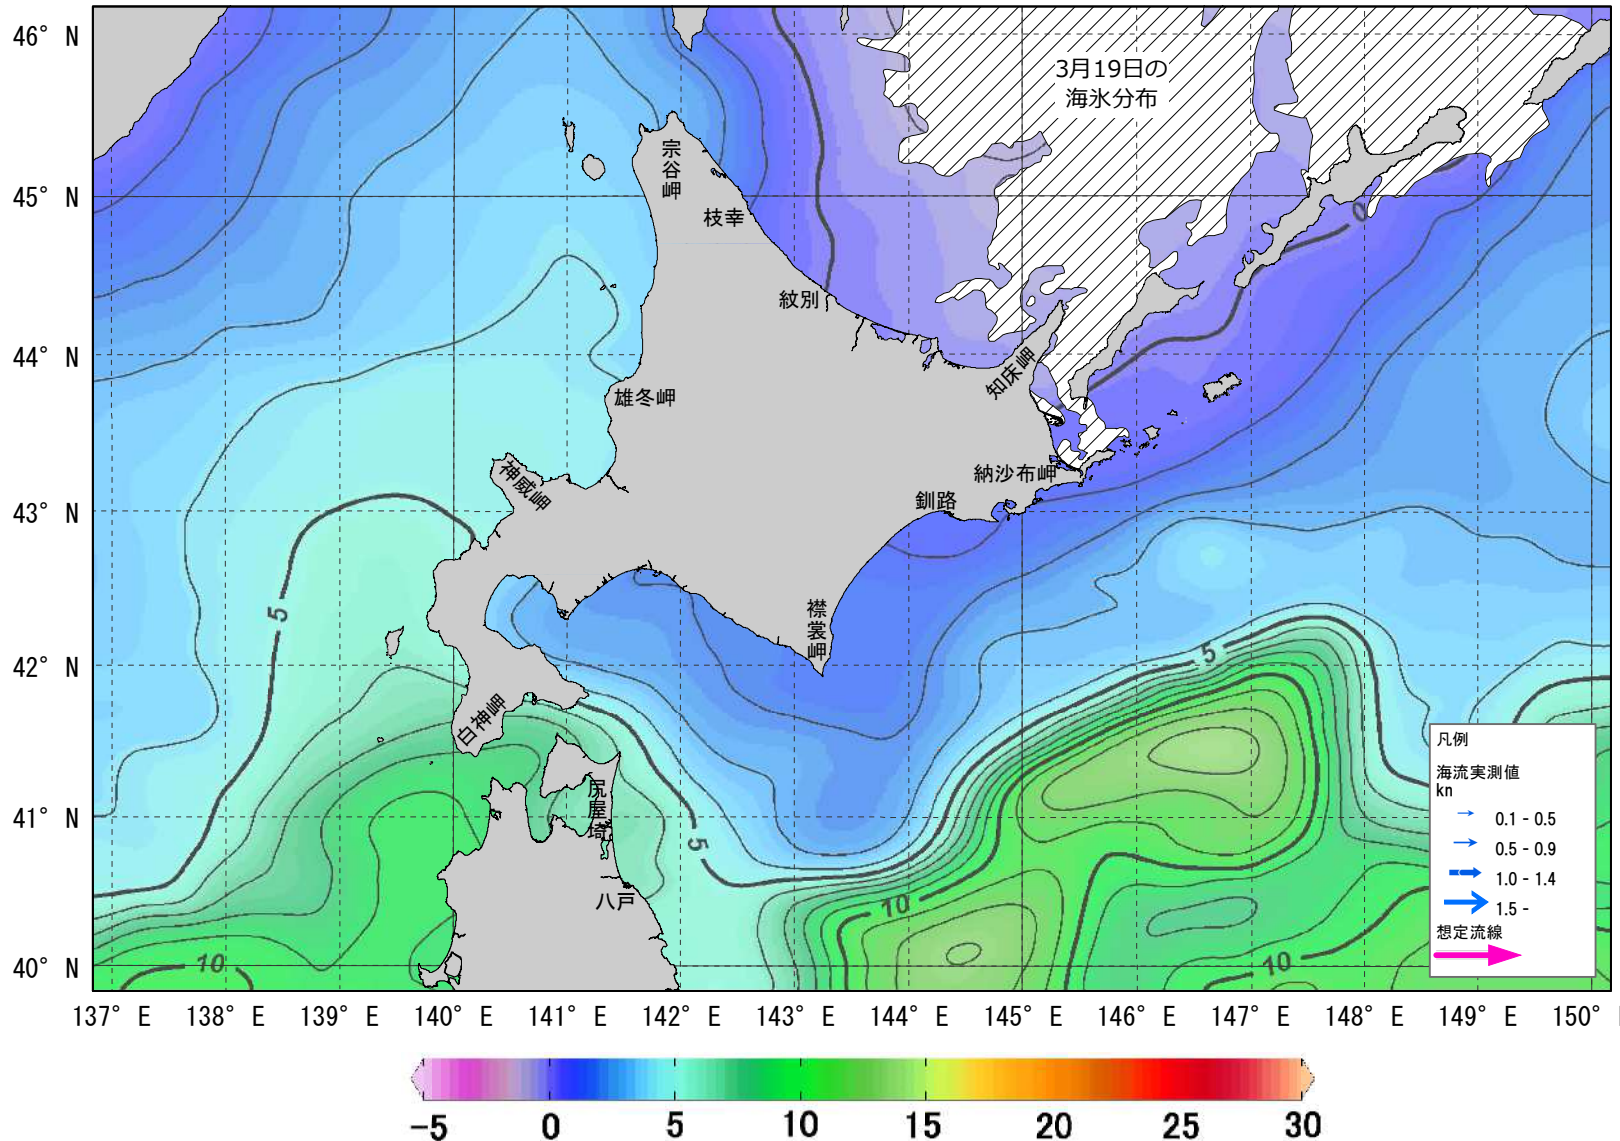 46° N
45° N
44° N
43° N
42° N
41° N
40° N
3月19日の
海氷分布
宗谷岬
枝幸
紋別
知床岬
雄冬岬
神威岬
納沙布岬
釧路
襟裳岬
白神岬
尻屋埼
八戸
0
5
5
5
10
10
10
凡例
海流実測値
kn
0.1 - 0.5
0.5 - 0.9
1.0 - 1.4
1.5 -
想定流線
137° E 138° E 139° E 140° E 141° E 142° E 143° E 144° E 145° E 146° E 147° E 148° E 149° E 150° E
-5 0 5 10 15 20 25 30